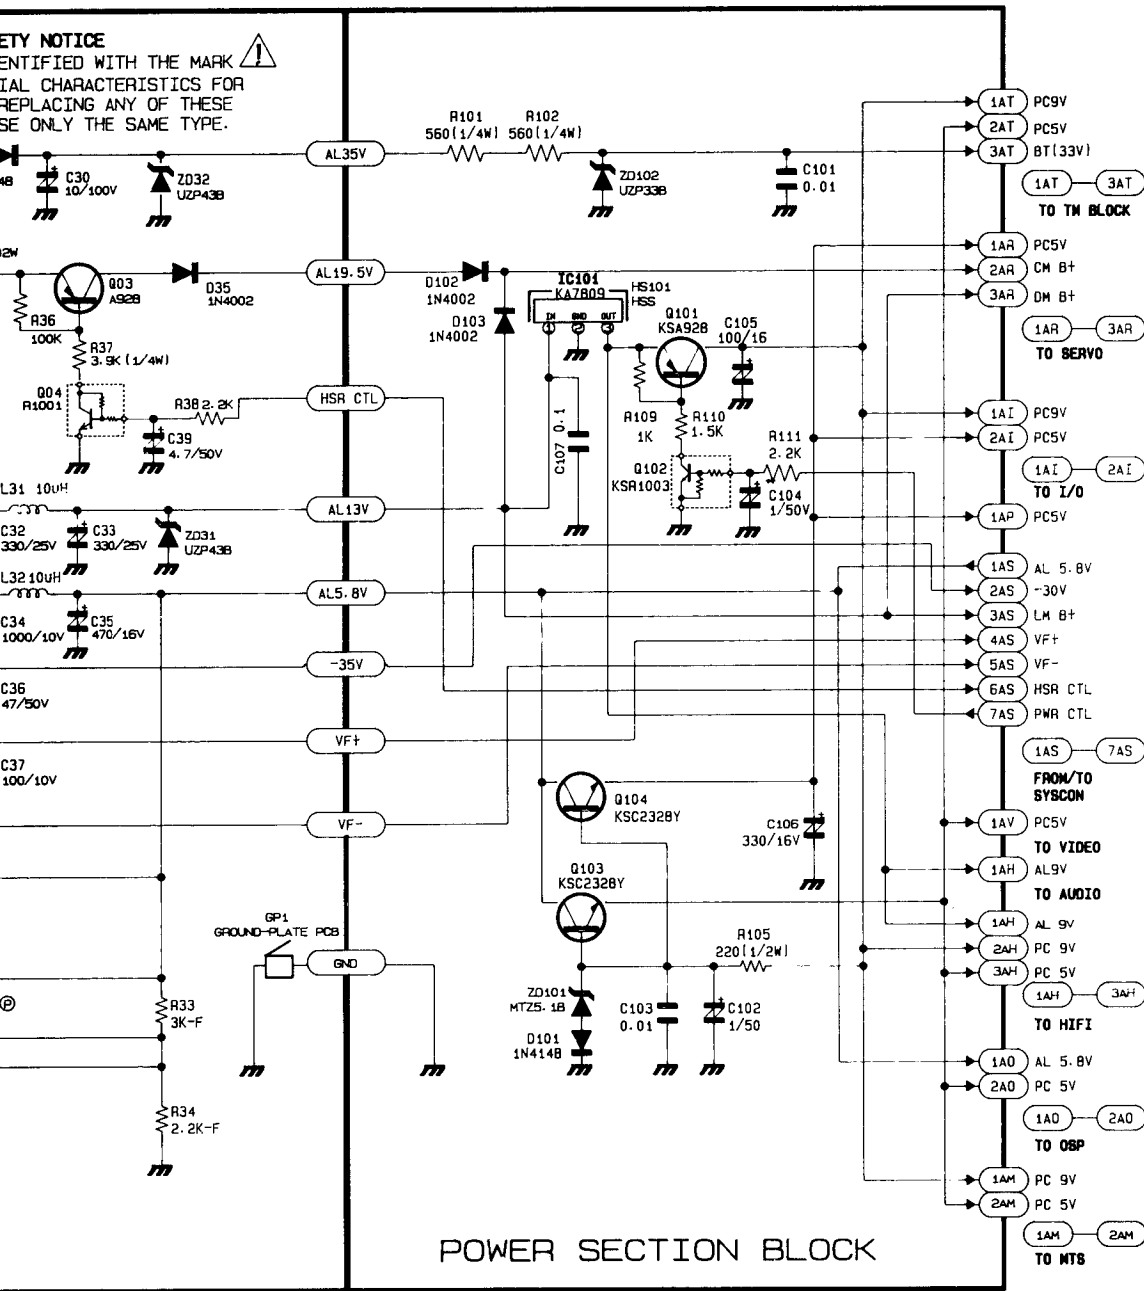 ETY NOTICE
ENTIFIED WITH THE MARK
IAL CHARACTERISTICS FOR
REPLACING ANY OF THESE
SE ONLY THE SAME TYPE.
AL35V
R101
560(1/4W)
R102
560(1/4W)
1AT PC9V
2AT PC5V
3AT BT(33V)
1AT 3AT
TO TM BLOCK
48
C30
10/100V
ZD32
UZP43B
ZD102
UZP33B
C101
0.01
02W
Q03
A928
D35
1N4002
R36
100K
R37
3.9K(1/4W)
Q04
R1001
R38 2.2K
C39
4.7/50V
AL19.5V
D102
1N4002
D103
1N4002
IC101
KA7809
HS101
HSS
IN GND OUT
1 2 3
Q101
KSA928
C105
100/16
1AR PC5V
2AR CM B+
3AR DM B+
1AR 3AR
TO SERVO
HSR CTL
C107 0.1
R109
1K
R110
1.5K
R111
2.2K
Q102
KSR1003
C104
1/50V
1AI PC9V
2AI PC5V
1AI 2AI
TO I/O
1AP PC5V
L31 10uH
C32
330/25V
C33
330/25V
ZD31
UZP43B
AL13V
L32 10uH
C34
1000/10V
C35
470/16V
AL5.8V
1AS AL 5.8V
2AS -30V
3AS LM B+
4AS VF+
5AS VF-
6AS HSR CTL
7AS PWR CTL
1AS 7AS
FROM/TO
SYSCON
C36
47/50V
-35V
C37
100/10V
VF+
VF-
Q104
KSC2328Y
C106
330/16V
Q103
KSC2328Y
1AV PC5V
TO VIDEO
1AH AL9V
TO AUDIO
1AH AL 9V
2AH PC 9V
3AH PC 5V
1AH 3AH
TO HIFI
GP1
GROUND-PLATE PCB
GND
R105
220(1/2W)
ZD101
MTZ5.1B
D101
1N4148
C103
0.01
C102
1/50
P
R33
3K-F
R34
2.2K-F
1AO AL 5.8V
2AO PC 5V
1AO 2AO
TO OSP
1AM PC 9V
2AM PC 5V
1AM 2AM
TO MTS
POWER SECTION BLOCK